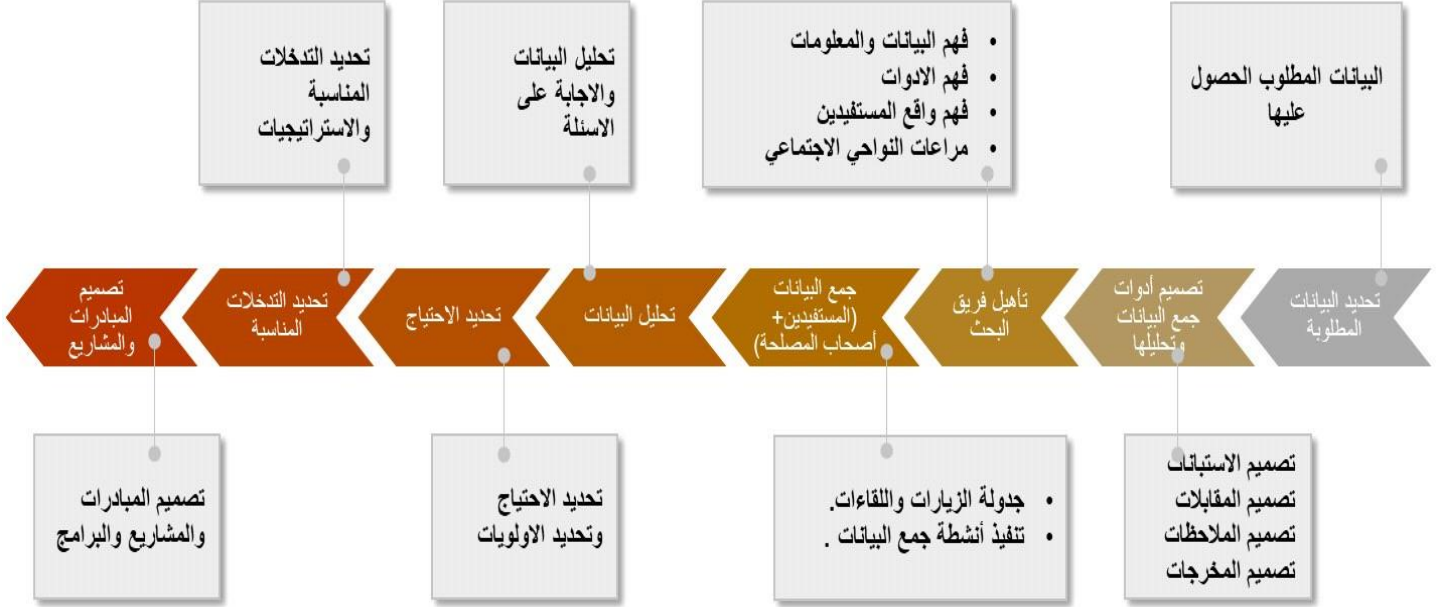 البيانات المطلوب الحصول
عليها
• فهم البيانات والمعلومات
• فهم الادوات
• فهم واقع المستفيدين
• مراعات النواحي الاجتماعي
تحليل البيانات
والاجابة على
الاسئلة
تحديد التدخلات
المناسبة
والاستراتيجيات
تحديد البيانات
المطلوبة
تصميم أدوات
جمع البيانات
وتحليلها
تأهيل فريق
البحث
جمع البيانات
(المستفيدين+
أصحاب المصلحة)
تحليل البيانات
تحديد الاحتياج
تحديد التدخلات
المناسبة
تصميم
المبادرات
والمشاريع
تصميم الاستبانات
تصميم المقابلات
تصميم الملاحظات
تصميم المخرجات
• جدولة الزيارات واللقاءات.
• تنفيذ أنشطة جمع البيانات .
تحديد الاحتياج
وتحديد الاولويات
تصميم المبادرات
والمشاريع والبرامج